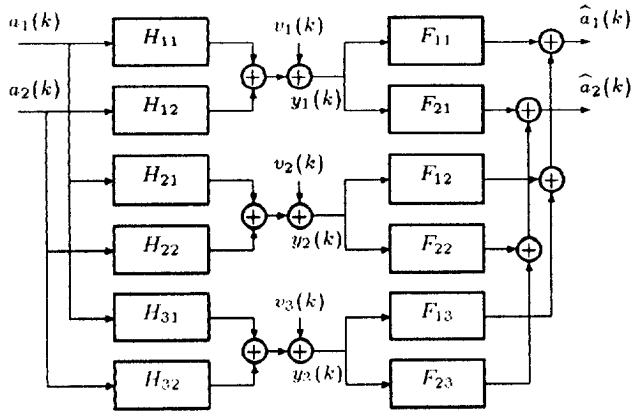 a₁(k) H₁₁ v₁(k) F₁₁ â₁(k)
a₂(k) H₁₂ y₁(k) F₂₁ â₂(k)
H₂₁ v₂(k) F₁₂
H₂₂ y₂(k) F₂₂
H₃₁ v₃(k) F₁₃
H₃₂ y₃(k) F₂₃